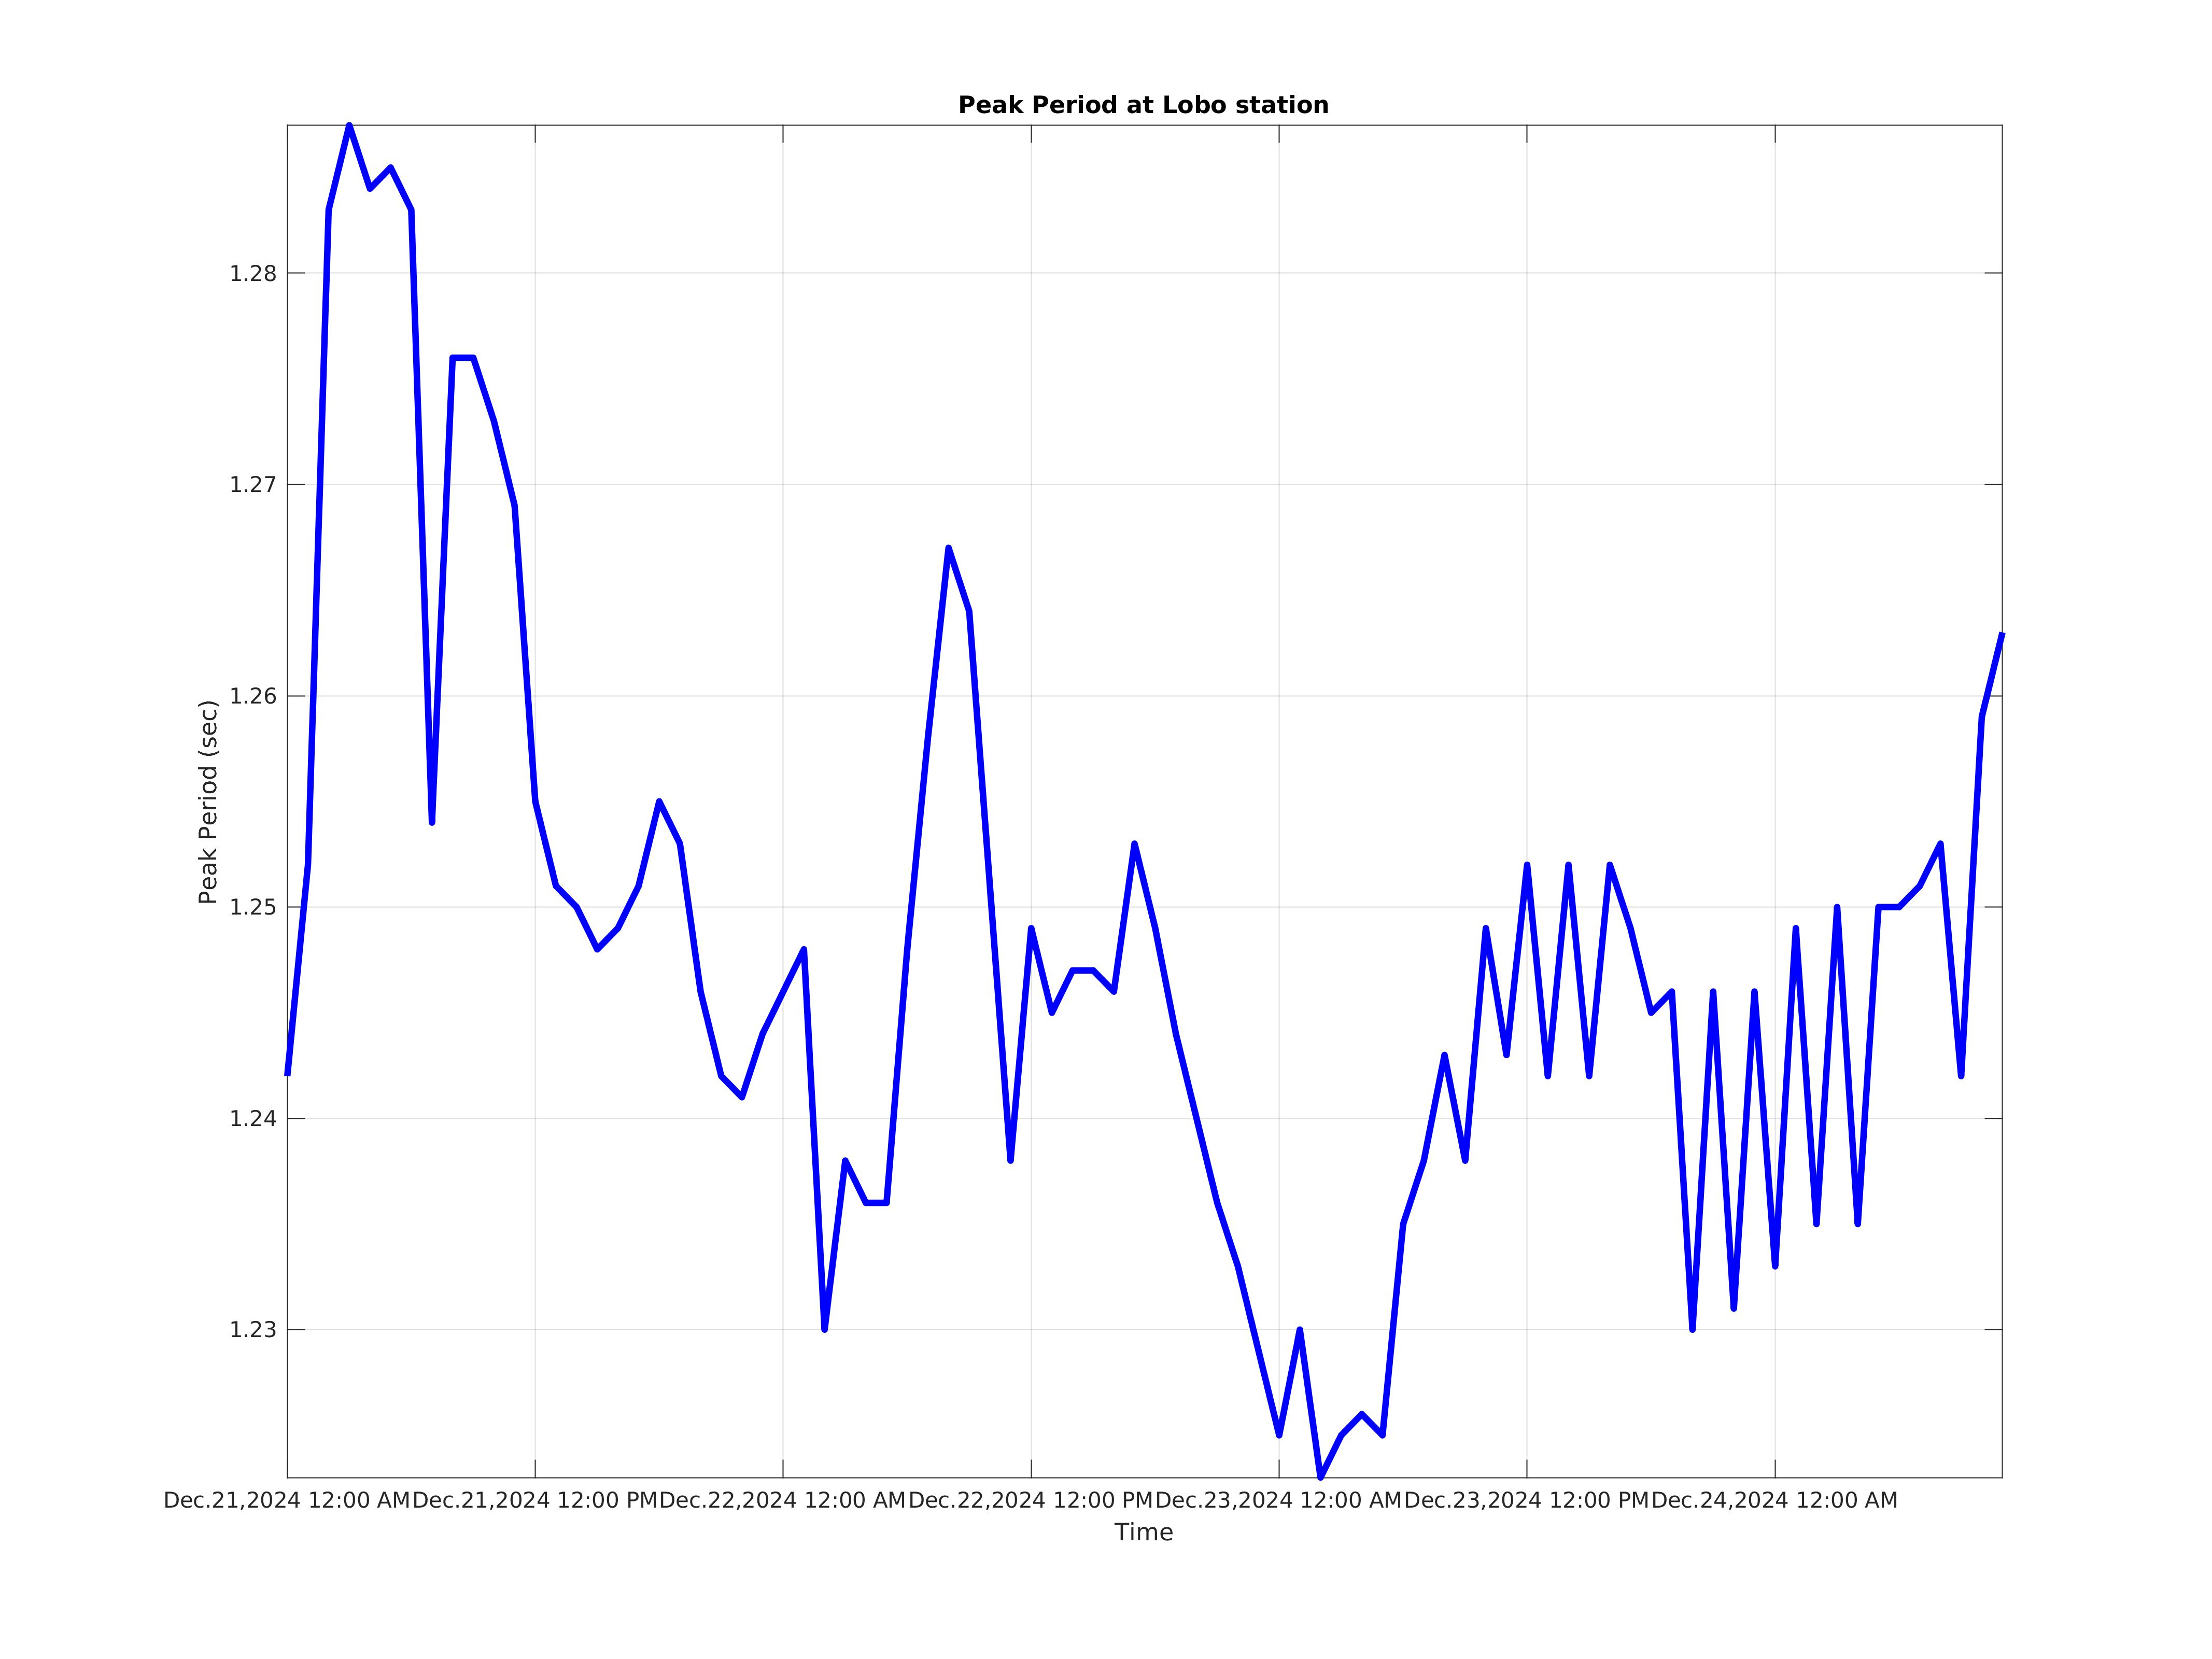 Peak Period at Lobo station
1.28
1.27
1.26
1.25
1.24
1.23
Peak Period (sec)
Dec.21,2024 12:00 AM Dec.21,2024 12:00 PM Dec.22,2024 12:00 AM Dec.22,2024 12:00 PM Dec.23,2024 12:00 AM Dec.23,2024 12:00 PM Dec.24,2024 12:00 AM
Time